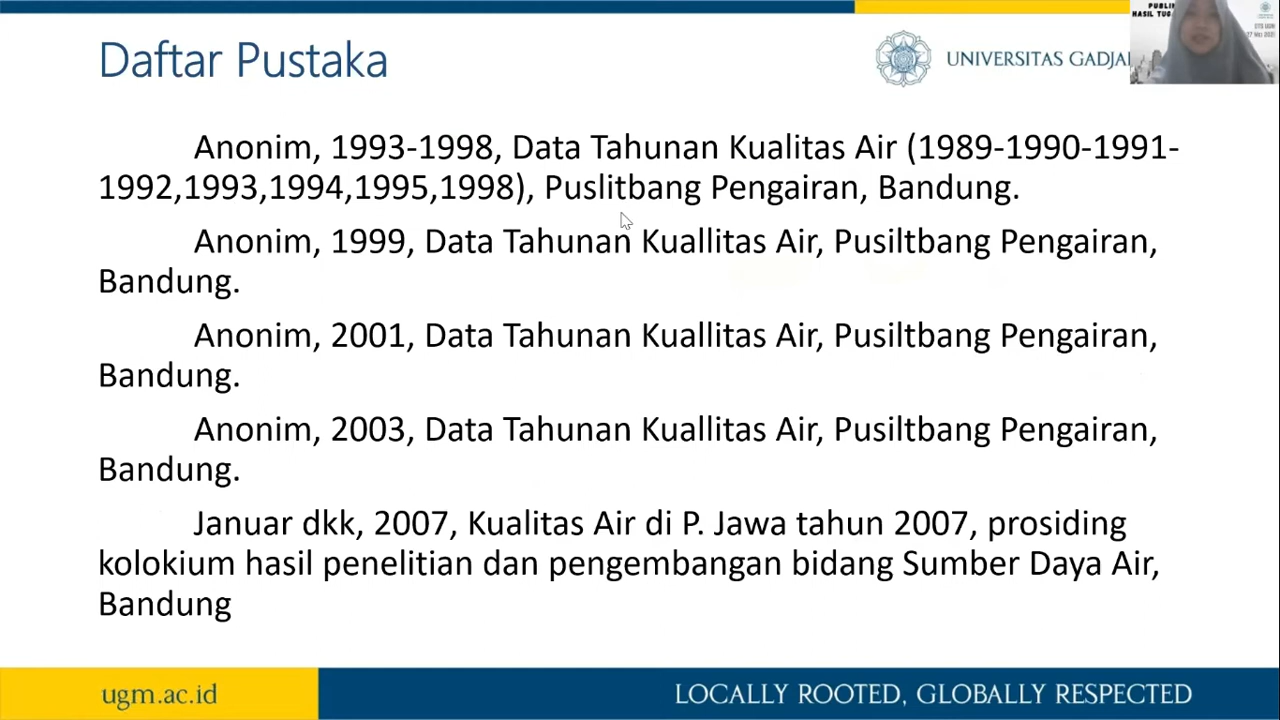 Daftar Pustaka
UNIVERSITAS GADJAH
HASIL TUGA
Anonim, 1993-1998, Data Tahunan Kualitas Air (1989-1990-1991-
1992,1993,1994,1995,1998), Puslitbang Pengairan, Bandung.
Anonim, 1999, Data Tahunan Kuallitas Air, Pusiltbang Pengairan,
Bandung.
Anonim, 2001, Data Tahunan Kuallitas Air, Pusiltbang Pengairan,
Bandung.
Anonim, 2003, Data Tahunan Kuallitas Air, Pusiltbang Pengairan,
Bandung.
Januar dkk, 2007, Kualitas Air di P. Jawa tahun 2007, prosiding
kolokium hasil penelitian dan pengembangan bidang Sumber Daya Air,
Bandung
ugm.ac.id
LOCALLY ROOTED, GLOBALLY RESPECTED